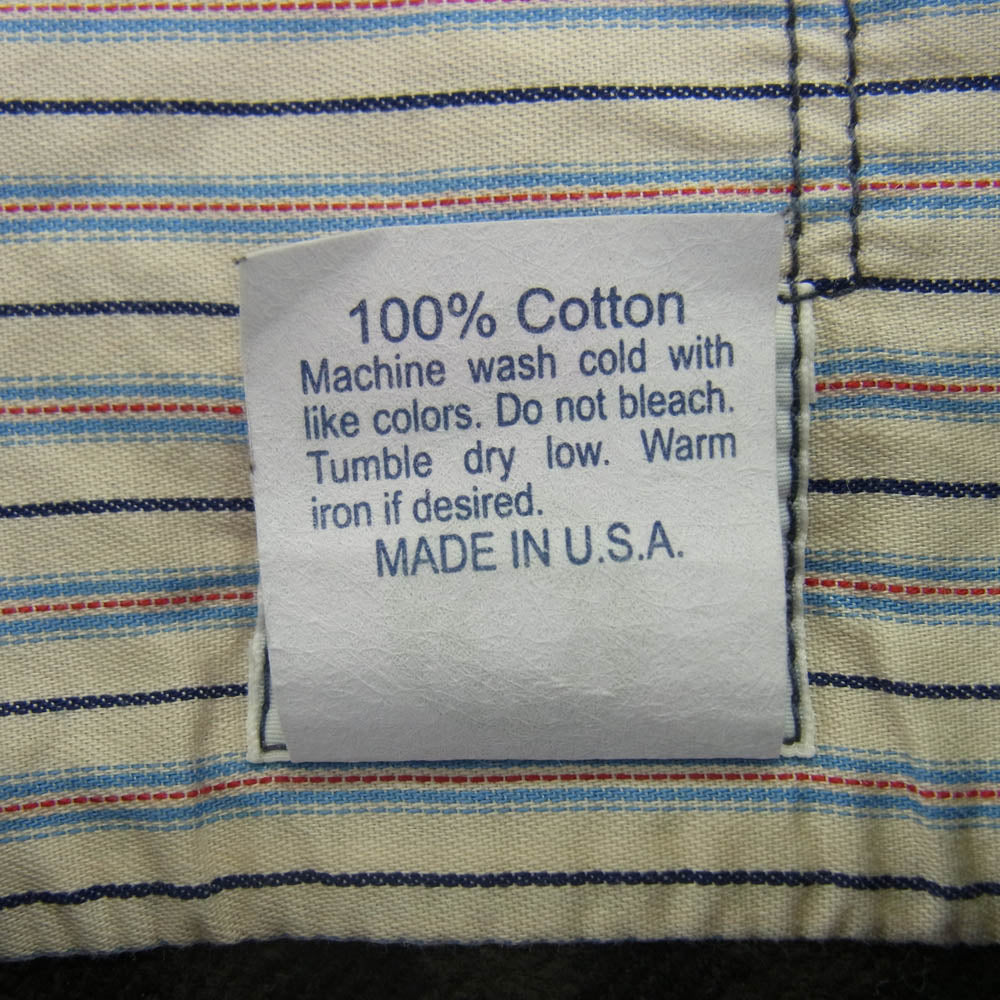 100% Cotton
Machine wash cold with
like colors. Do not bleach.
Tumble dry low. Warm
iron if desired.
MADE IN U.S.A.